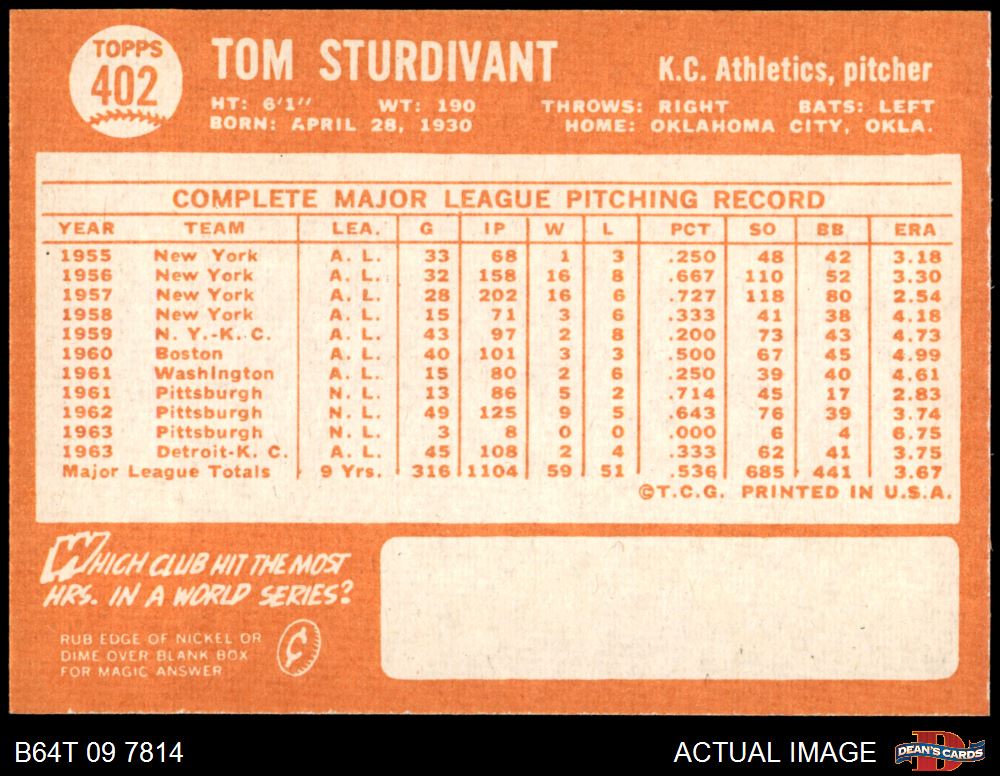 TOPPS
402
TOM STURDIVANT
K.C. Athletics, pitcher
HT: 6'1" WT: 190 THROWS: RIGHT BATS: LEFT
BORN: APRIL 28, 1930 HOME: OKLAHOMA CITY, OKLA.
COMPLETE MAJOR LEAGUE PITCHING RECORD
YEAR TEAM LEA. G IP W L PCT SO BB ERA
1955 New York A. L. 33 68 1 3 .250 48 42 3.18
1956 New York A. L. 32 158 16 8 .667 110 52 3.30
1957 New York A. L. 28 202 16 6 .727 118 80 2.54
1958 New York A. L. 15 71 3 6 .333 41 38 4.18
1959 N. Y.-K. C. A. L. 43 97 2 8 .200 73 43 4.73
1960 Boston A. L. 40 101 3 3 .500 67 45 4.99
1961 Washington A. L. 15 80 2 6 .250 39 40 4.61
1961 Pittsburgh N. L. 13 86 5 2 .714 45 17 2.83
1962 Pittsburgh N. L. 49 125 9 5 .643 76 39 3.74
1963 Pittsburgh N. L. 3 8 0 0 .000 6 4 6.75
1963 Detroit-K. C. A. L. 45 108 2 4 .333 62 41 3.75
Major League Totals 9 Yrs. 316 1104 59 51 .536 685 441 3.67
©T.C.G. PRINTED IN U.S.A.
WHICH CLUB HIT THE MOST
HRS. IN A WORLD SERIES?
RUB EDGE OF NICKEL OR
DIME OVER BLANK BOX
FOR MAGIC ANSWER
¢
B64T 09 7814
ACTUAL IMAGE
DEAN'S CARDS